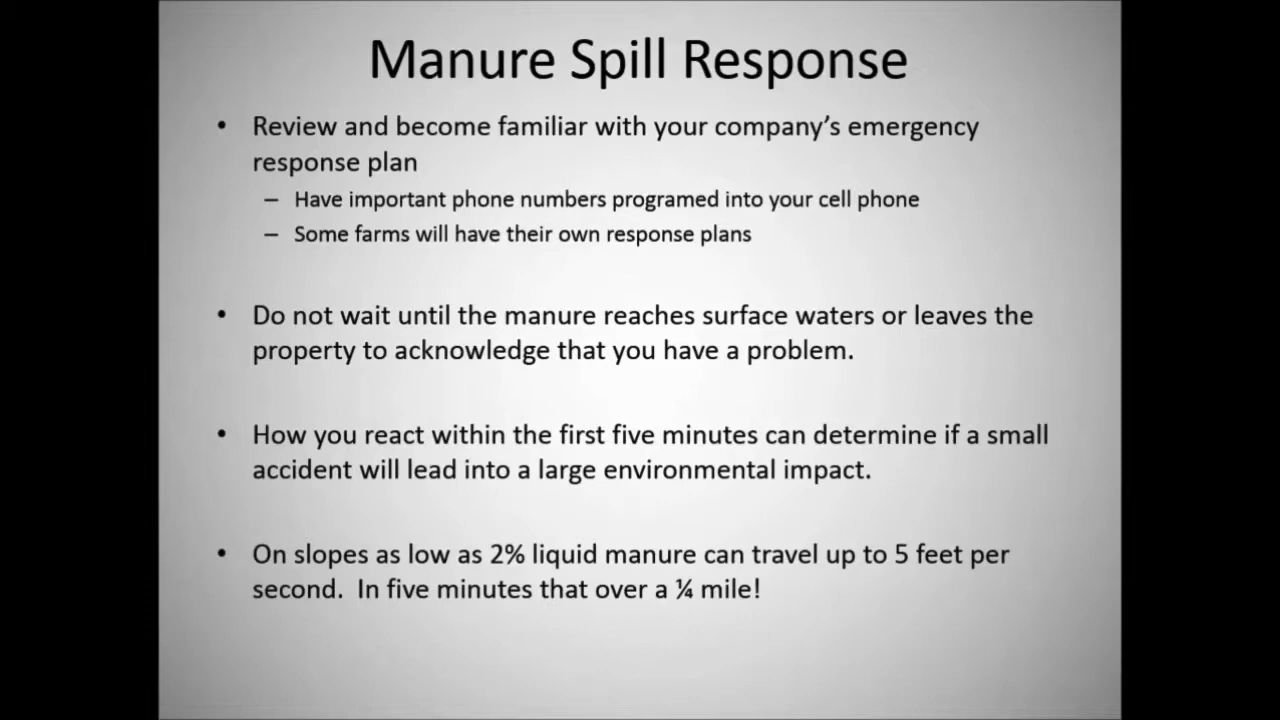 Manure Spill Response
• Review and become familiar with your company's emergency
response plan
– Have important phone numbers programed into your cell phone
– Some farms will have their own response plans
• Do not wait until the manure reaches surface waters or leaves the
property to acknowledge that you have a problem.
• How you react within the first five minutes can determine if a small
accident will lead into a large environmental impact.
• On slopes as low as 2% liquid manure can travel up to 5 feet per
second.  In five minutes that over a ¼ mile!